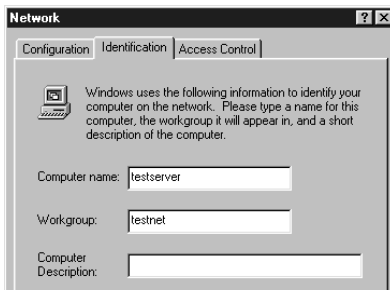 Network
Configuration Identification Access Control
Windows uses the following information to identify your
computer on the network. Please type a name for this
computer, the workgroup it will appear in, and a short
description of the computer.
Computer name: testserver
Workgroup: testnet
Computer
Description: